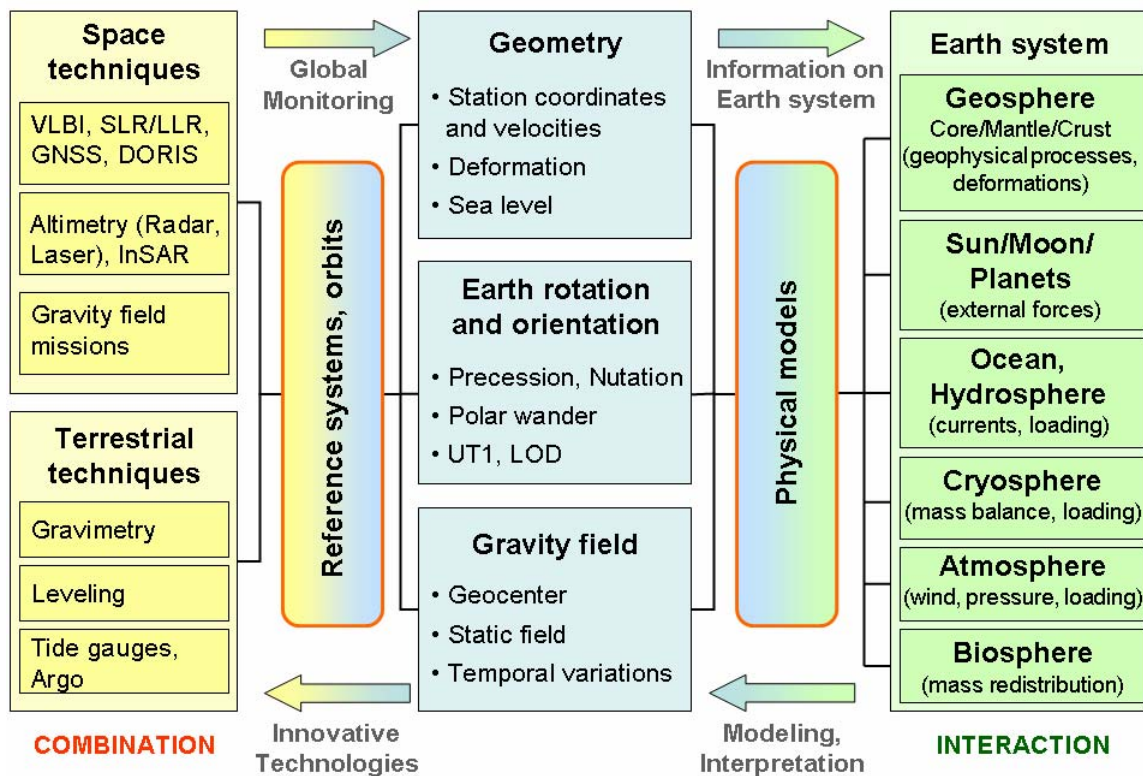 Space
techniques
VLBI, SLR/LLR,
GNSS, DORIS
Altimetry (Radar,
Laser), InSAR
Gravity field
missions
Terrestrial
techniques
Gravimetry
Leveling
Tide gauges,
Argo
COMBINATION
Global
Monitoring
Reference systems, orbits
Innovative
Technologies
Geometry
• Station coordinates
and velocities
• Deformation
• Sea level
Earth rotation
and orientation
• Precession, Nutation
• Polar wander
• UT1, LOD
Gravity field
• Geocenter
• Static field
• Temporal variations
Information on
Earth system
Physical models
Modeling,
Interpretation
Earth system
Geosphere
Core/Mantle/Crust
(geophysical processes,
deformations)
Sun/Moon/
Planets
(external forces)
Ocean,
Hydrosphere
(currents, loading)
Cryosphere
(mass balance, loading)
Atmosphere
(wind, pressure, loading)
Biosphere
(mass redistribution)
INTERACTION